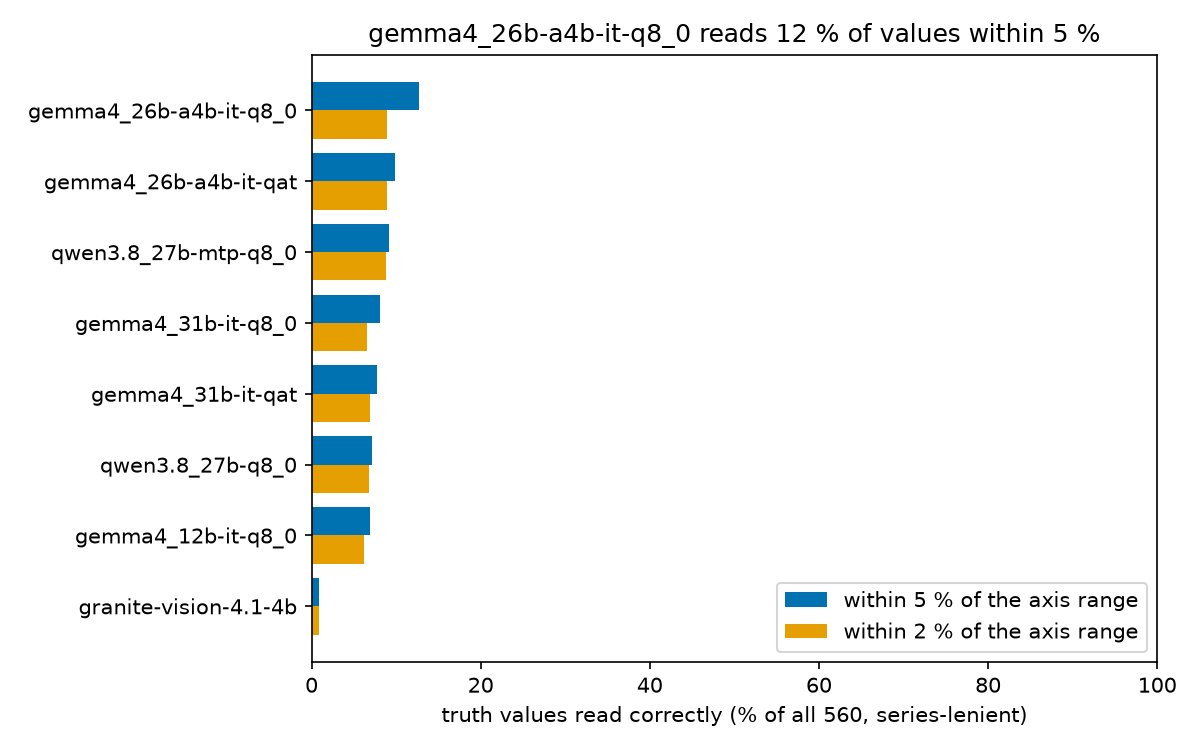 gemma4_26b-a4b-it-q8_0 reads 12 % of values within 5 %
gemma4_26b-a4b-it-q8_0
gemma4_26b-a4b-it-qat
qwen3.8_27b-mtp-q8_0
gemma4_31b-it-q8_0
gemma4_31b-it-qat
qwen3.8_27b-q8_0
gemma4_12b-it-q8_0
granite-vision-4.1-4b
within 5 % of the axis range
within 2 % of the axis range
0 20 40 60 80 100
truth values read correctly (% of all 560, series-lenient)